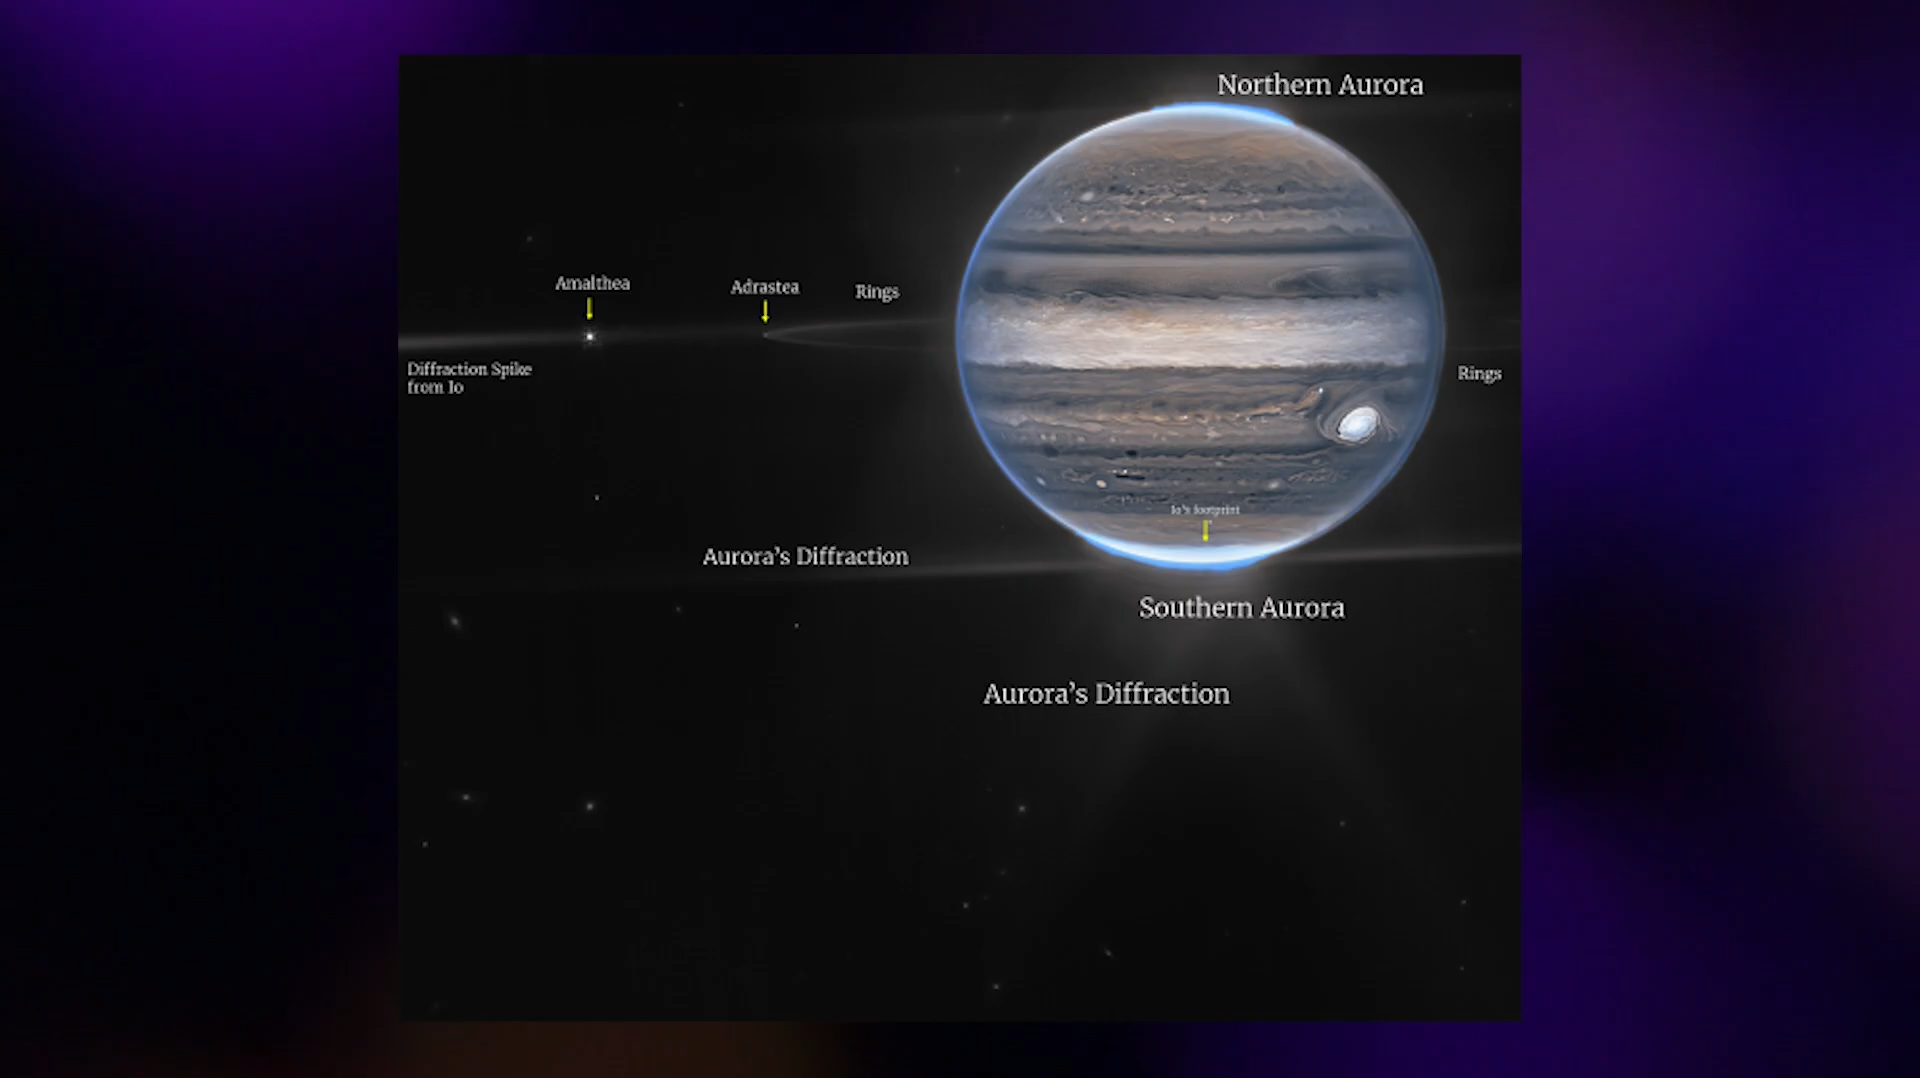 Northern Aurora
Amalthea
Adrastea
Rings
Diffraction Spike
from Io
Rings
Io's footprint
Aurora’s Diffraction
Southern Aurora
Aurora’s Diffraction